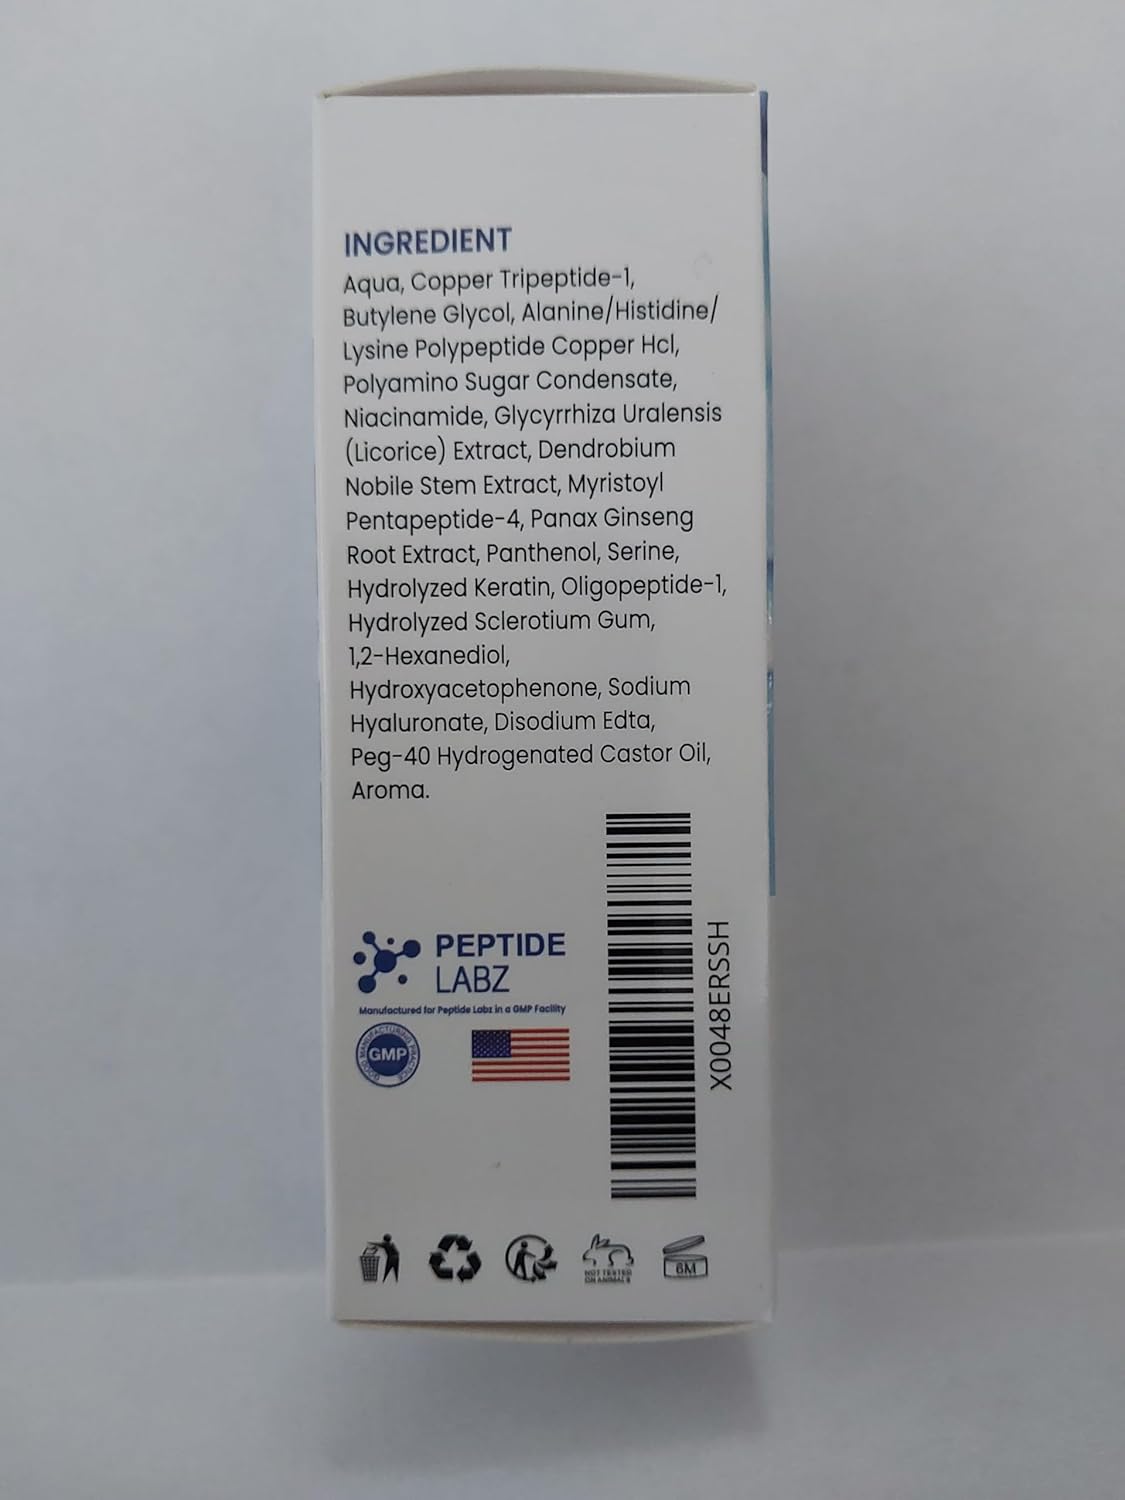 INGREDIENT
Aqua, Copper Tripeptide-1,
Butylene Glycol, Alanine/Histidine/
Lysine Polypeptide Copper Hcl,
Polyamino Sugar Condensate,
Niacinamide, Glycyrrhiza Uralensis
(Licorice) Extract, Dendrobium
Nobile Stem Extract, Myristoyl
Pentapeptide-4, Panax Ginseng
Root Extract, Panthenol, Serine,
Hydrolyzed Keratin, Oligopeptide-1,
Hydrolyzed Sclerotium Gum,
1,2-Hexanediol,
Hydroxyacetophenone, Sodium
Hyaluronate, Disodium Edta,
Peg-40 Hydrogenated Castor Oil,
Aroma.
PEPTIDE
LABZ
Manufactured for Peptide Labz in a GMP Facility
GOOD MANUFACTURING PRACTICE
GMP
X0048ERSSH
NOT TESTED
ON ANIMALS
6M